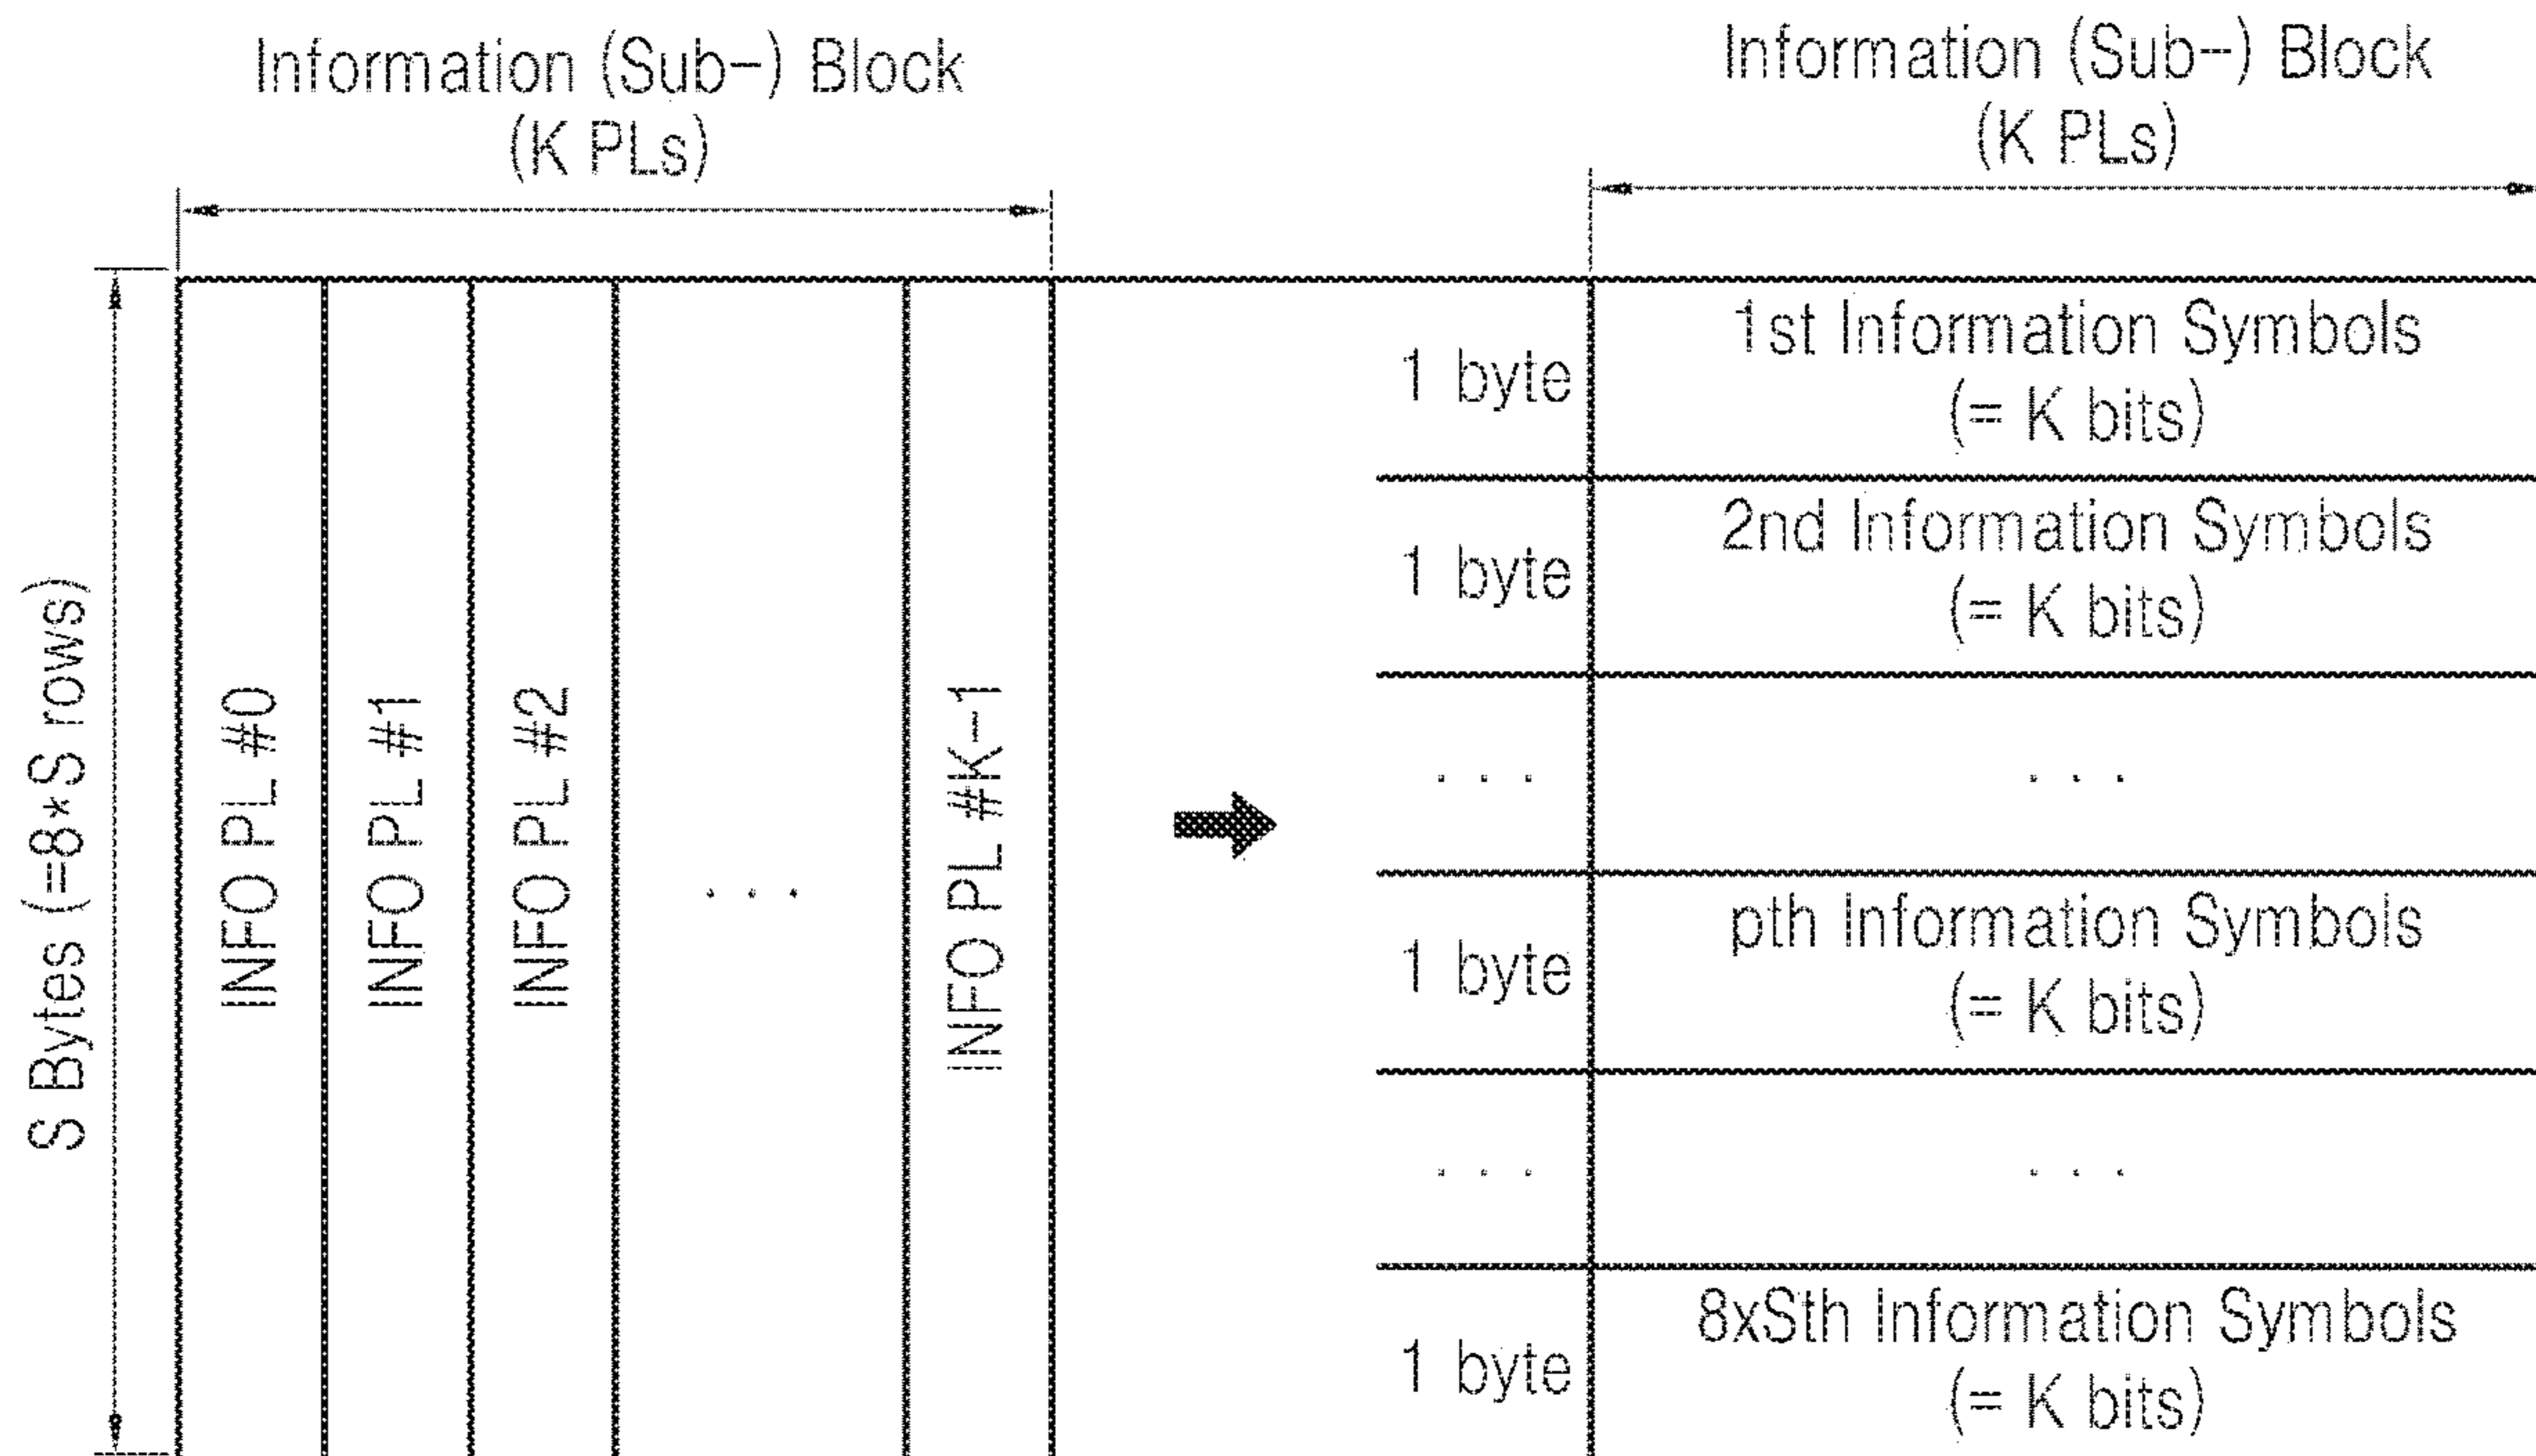 Information (Sub-) Block
(K PLs)
S Bytes (=8*S rows)
INFO PL #0
INFO PL #1
INFO PL #2
. . .
INFO PL #K-1
Information (Sub-) Block
(K PLs)
1 byte
1st Information Symbols
(= K bits)
1 byte
2nd Information Symbols
(= K bits)
. . .
. . .
1 byte
pth Information Symbols
(= K bits)
. . .
. . .
1 byte
8xSth Information Symbols
(= K bits)